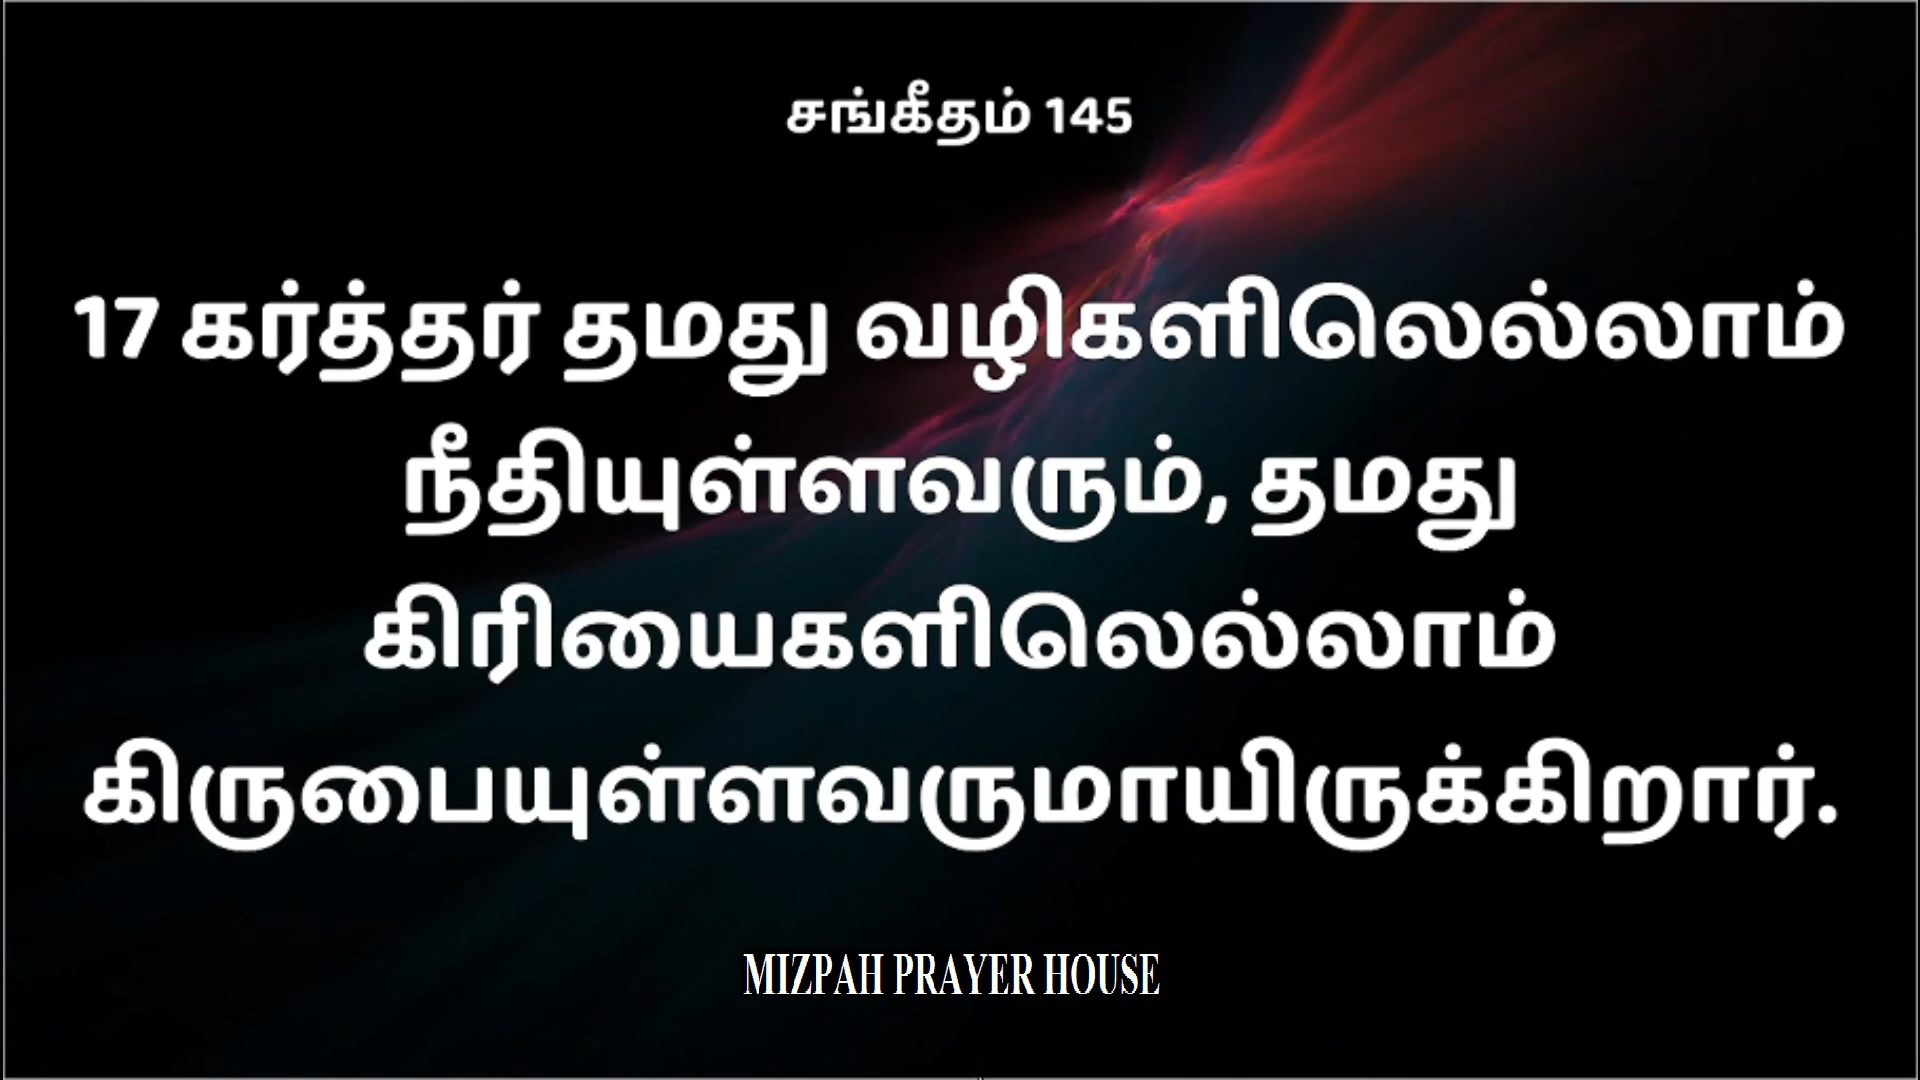 சங்கீதம் 145
17 கர்த்தர் தமது வழிகளிலெல்லாம்
நீதியுள்ளவரும், தமது
கிரியைகளிலெல்லாம்
கிருபையுள்ளவருமாயிருக்கிறார்.
MIZPAH PRAYER HOUSE